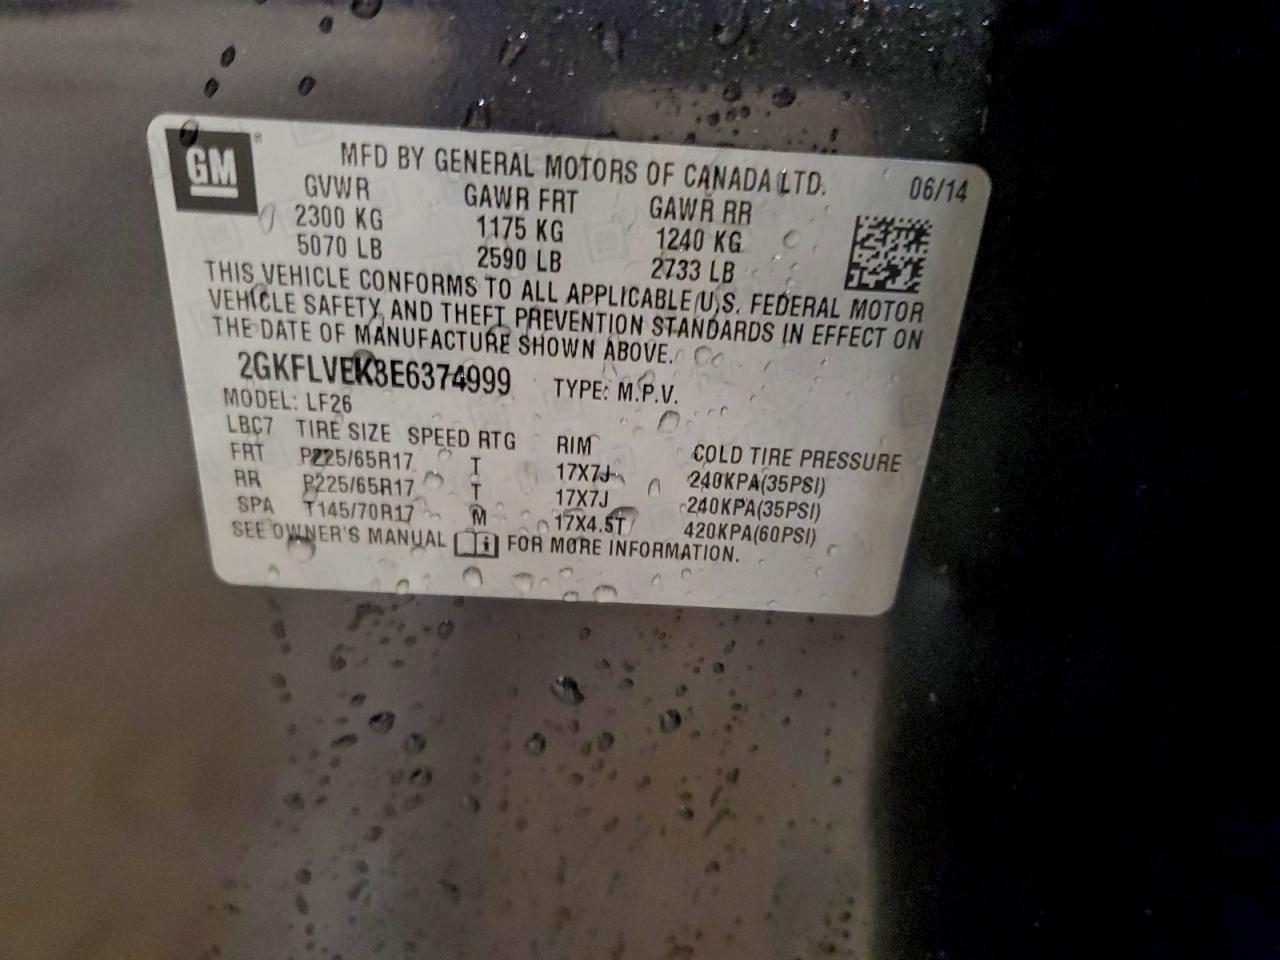 GM ®
MFD BY GENERAL MOTORS OF CANADA LTD. 06/14
GVWR GAWR FRT GAWR RR
2300 KG 1175 KG 1240 KG
5070 LB 2590 LB 2733 LB
THIS VEHICLE CONFORMS TO ALL APPLICABLE U.S. FEDERAL MOTOR
VEHICLE SAFETY AND THEFT PREVENTION STANDARDS IN EFFECT ON
THE DATE OF MANUFACTURE SHOWN ABOVE.
2GKFLVEK3E6374999 TYPE: M.P.V.
MODEL: LF26
LBC7 TIRE SIZE SPEED RTG RIM COLD TIRE PRESSURE
FRT P225/65R17 T 17X7J 240KPA(35PSI)
RR P225/65R17 T 17X7J 240KPA(35PSI)
SPA T145/70R17 M 17X4.5T 420KPA(60PSI)
SEE OWNER'S MANUAL i FOR MORE INFORMATION.